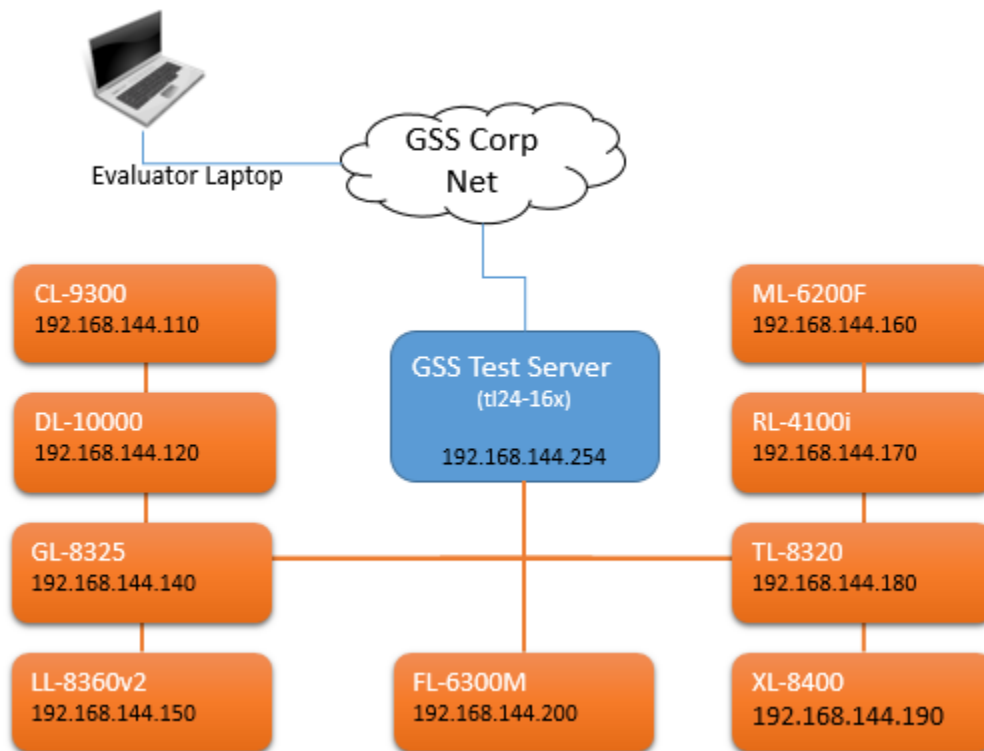 GSS Corp
Net
Evaluator Laptop
CL-9300
192.168.144.110
DL-10000
192.168.144.120
GL-8325
192.168.144.140
LL-8360v2
192.168.144.150
GSS Test Server
(tl24-16x)
192.168.144.254
FL-6300M
192.168.144.200
ML-6200F
192.168.144.160
RL-4100i
192.168.144.170
TL-8320
192.168.144.180
XL-8400
192.168.144.190